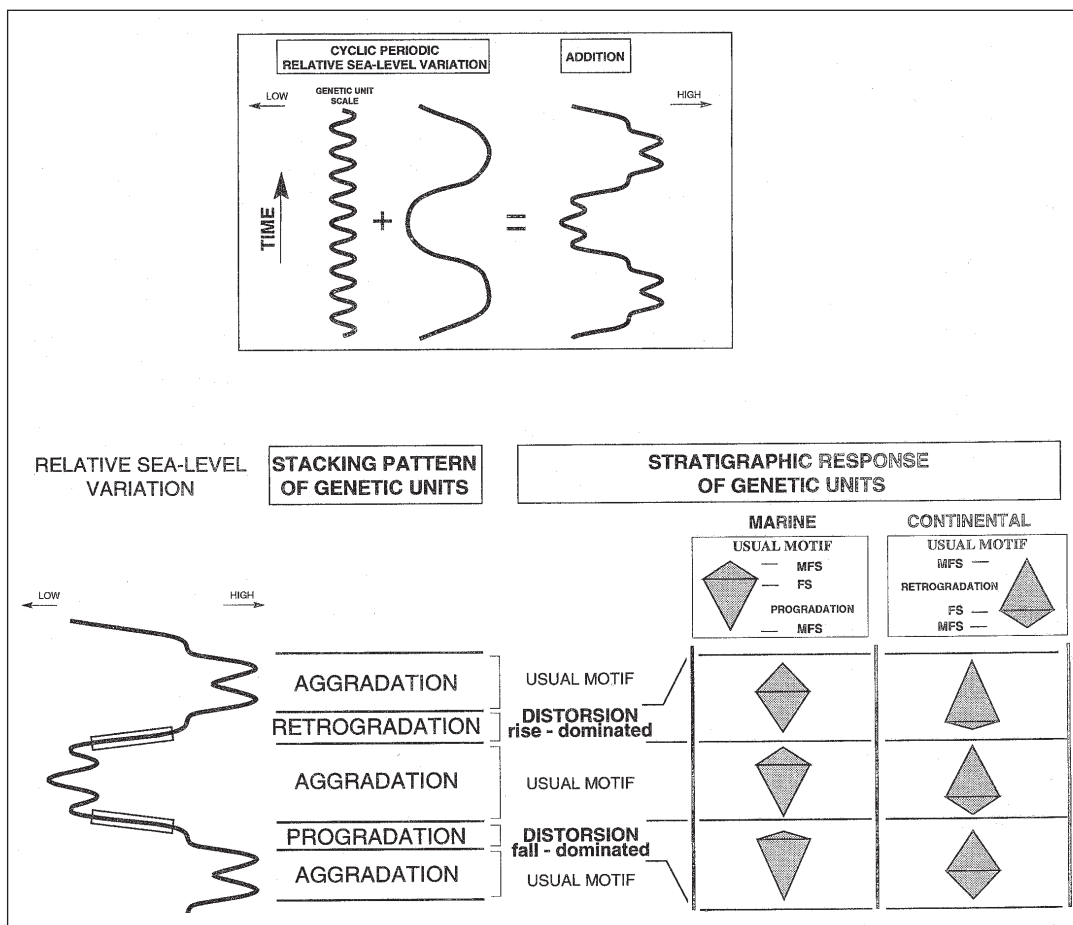 CYCLIC PERIODIC
RELATIVE SEA-LEVEL VARIATION
ADDITION
LOW
GENETIC UNIT
SCALE
HIGH
TIME
+
=
RELATIVE SEA-LEVEL
VARIATION
STACKING PATTERN
OF GENETIC UNITS
STRATIGRAPHIC RESPONSE
OF GENETIC UNITS
MARINE
CONTINENTAL
USUAL MOTIF
MFS
FS
PROGRADATION
MFS
USUAL MOTIF
MFS
RETROGRADATION
FS
MFS
LOW
HIGH
AGGRADATION
USUAL MOTIF
RETROGRADATION
DISTORSION
rise - dominated
AGGRADATION
USUAL MOTIF
PROGRADATION
DISTORSION
fall - dominated
AGGRADATION
USUAL MOTIF